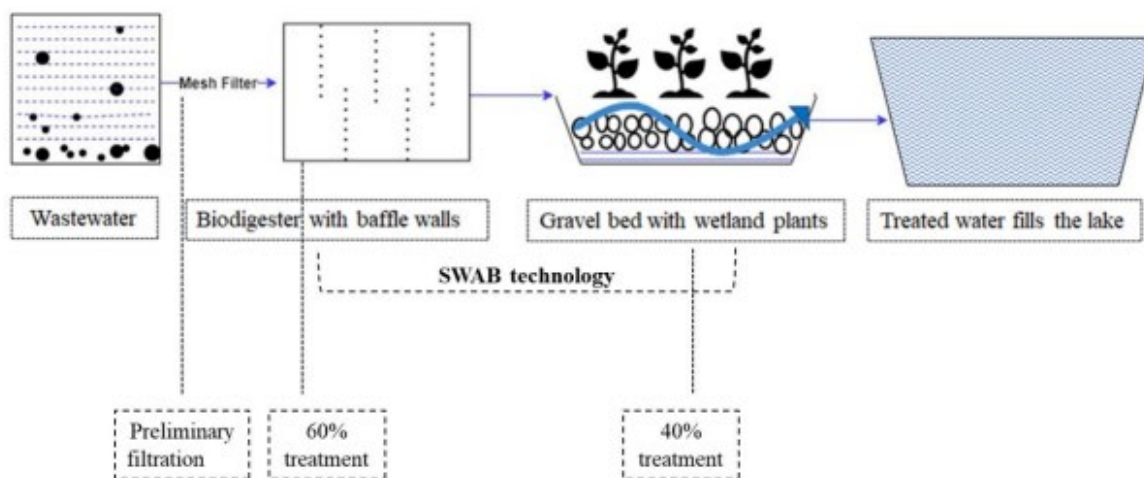 Mesh Filter
Wastewater
Biodigester with baffle walls
Gravel bed with wetland plants
Treated water fills the lake
SWAB technology
Preliminary
filtration
60%
treatment
40%
treatment